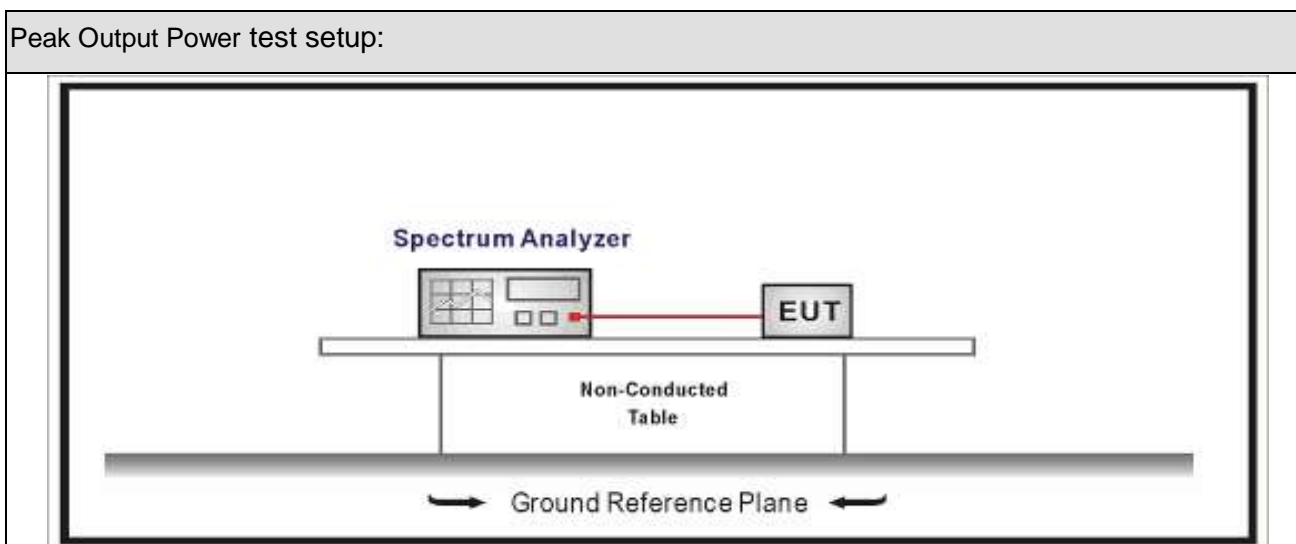 Peak Output Power test setup:
Spectrum Analyzer
EUT
Non-Conducted
Table
Ground Reference Plane